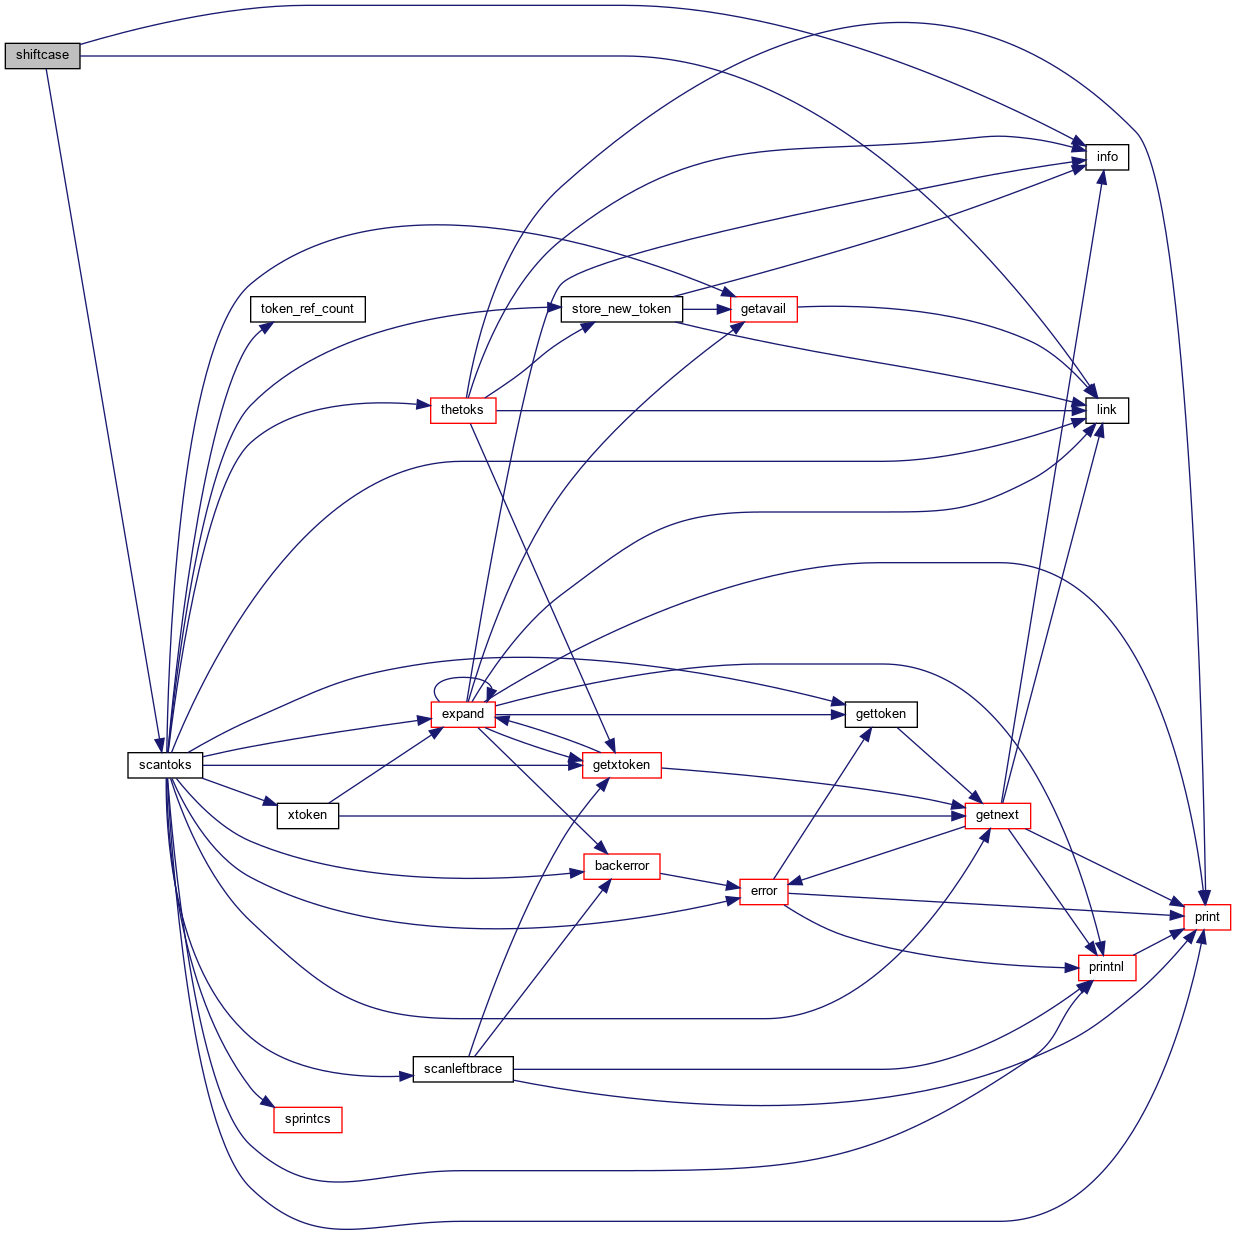 shiftcase
info
token_ref_count
store_new_token
getavail
thetoks
link
expand
gettoken
scantoks
getxtoken
xtoken
getnext
backerror
error
print
printnl
scanleftbrace
sprintcs